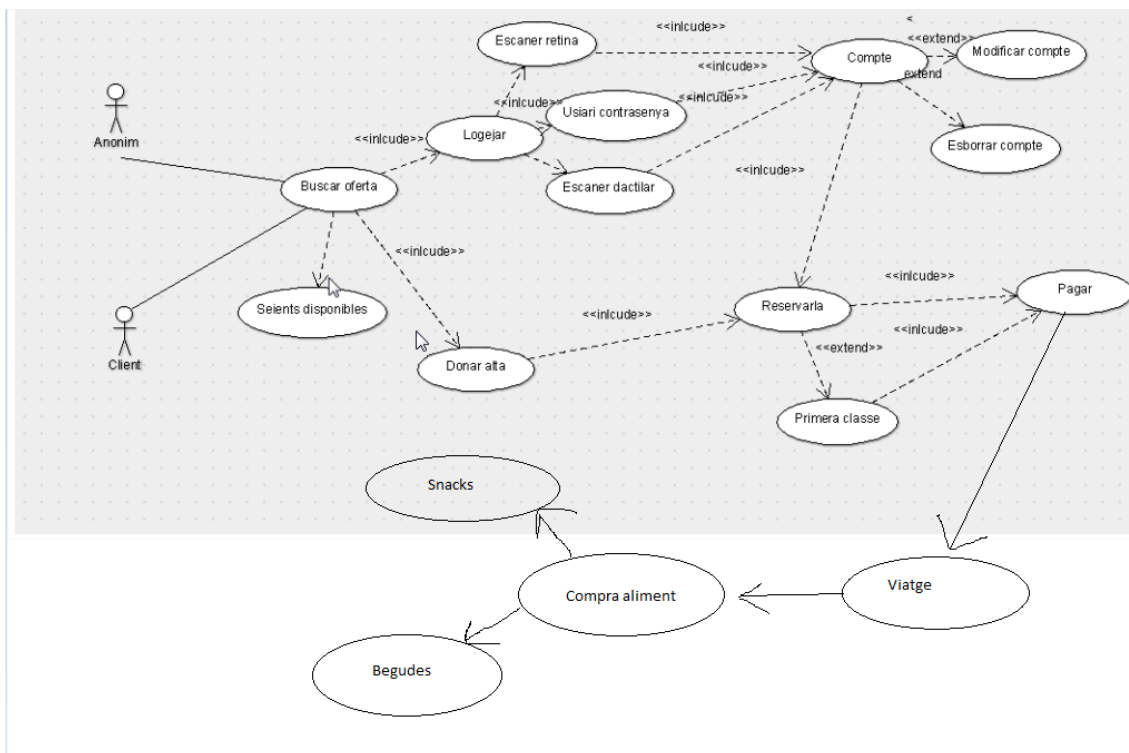 Escaner retina
<<inlcude>>
<
<<extend>>
Modificar compte
Compte
<<inlcude>>
extend
Anonim
<<inlcude>>
Usiari contrasenya
<<inlcude>>
Logejar
<<inlcude>>
Esborrar compte
Buscar oferta
Escaner dactilar
<<inlcude>>
<<inlcude>>
Seients disponibles
<<inlcude>>
Pagar
Reservarla
<<inlcude>>
<<inlcude>>
Client
Donar alta
<<extend>>
Primera classe
Snacks
Viatge
Compra aliment
Begudes